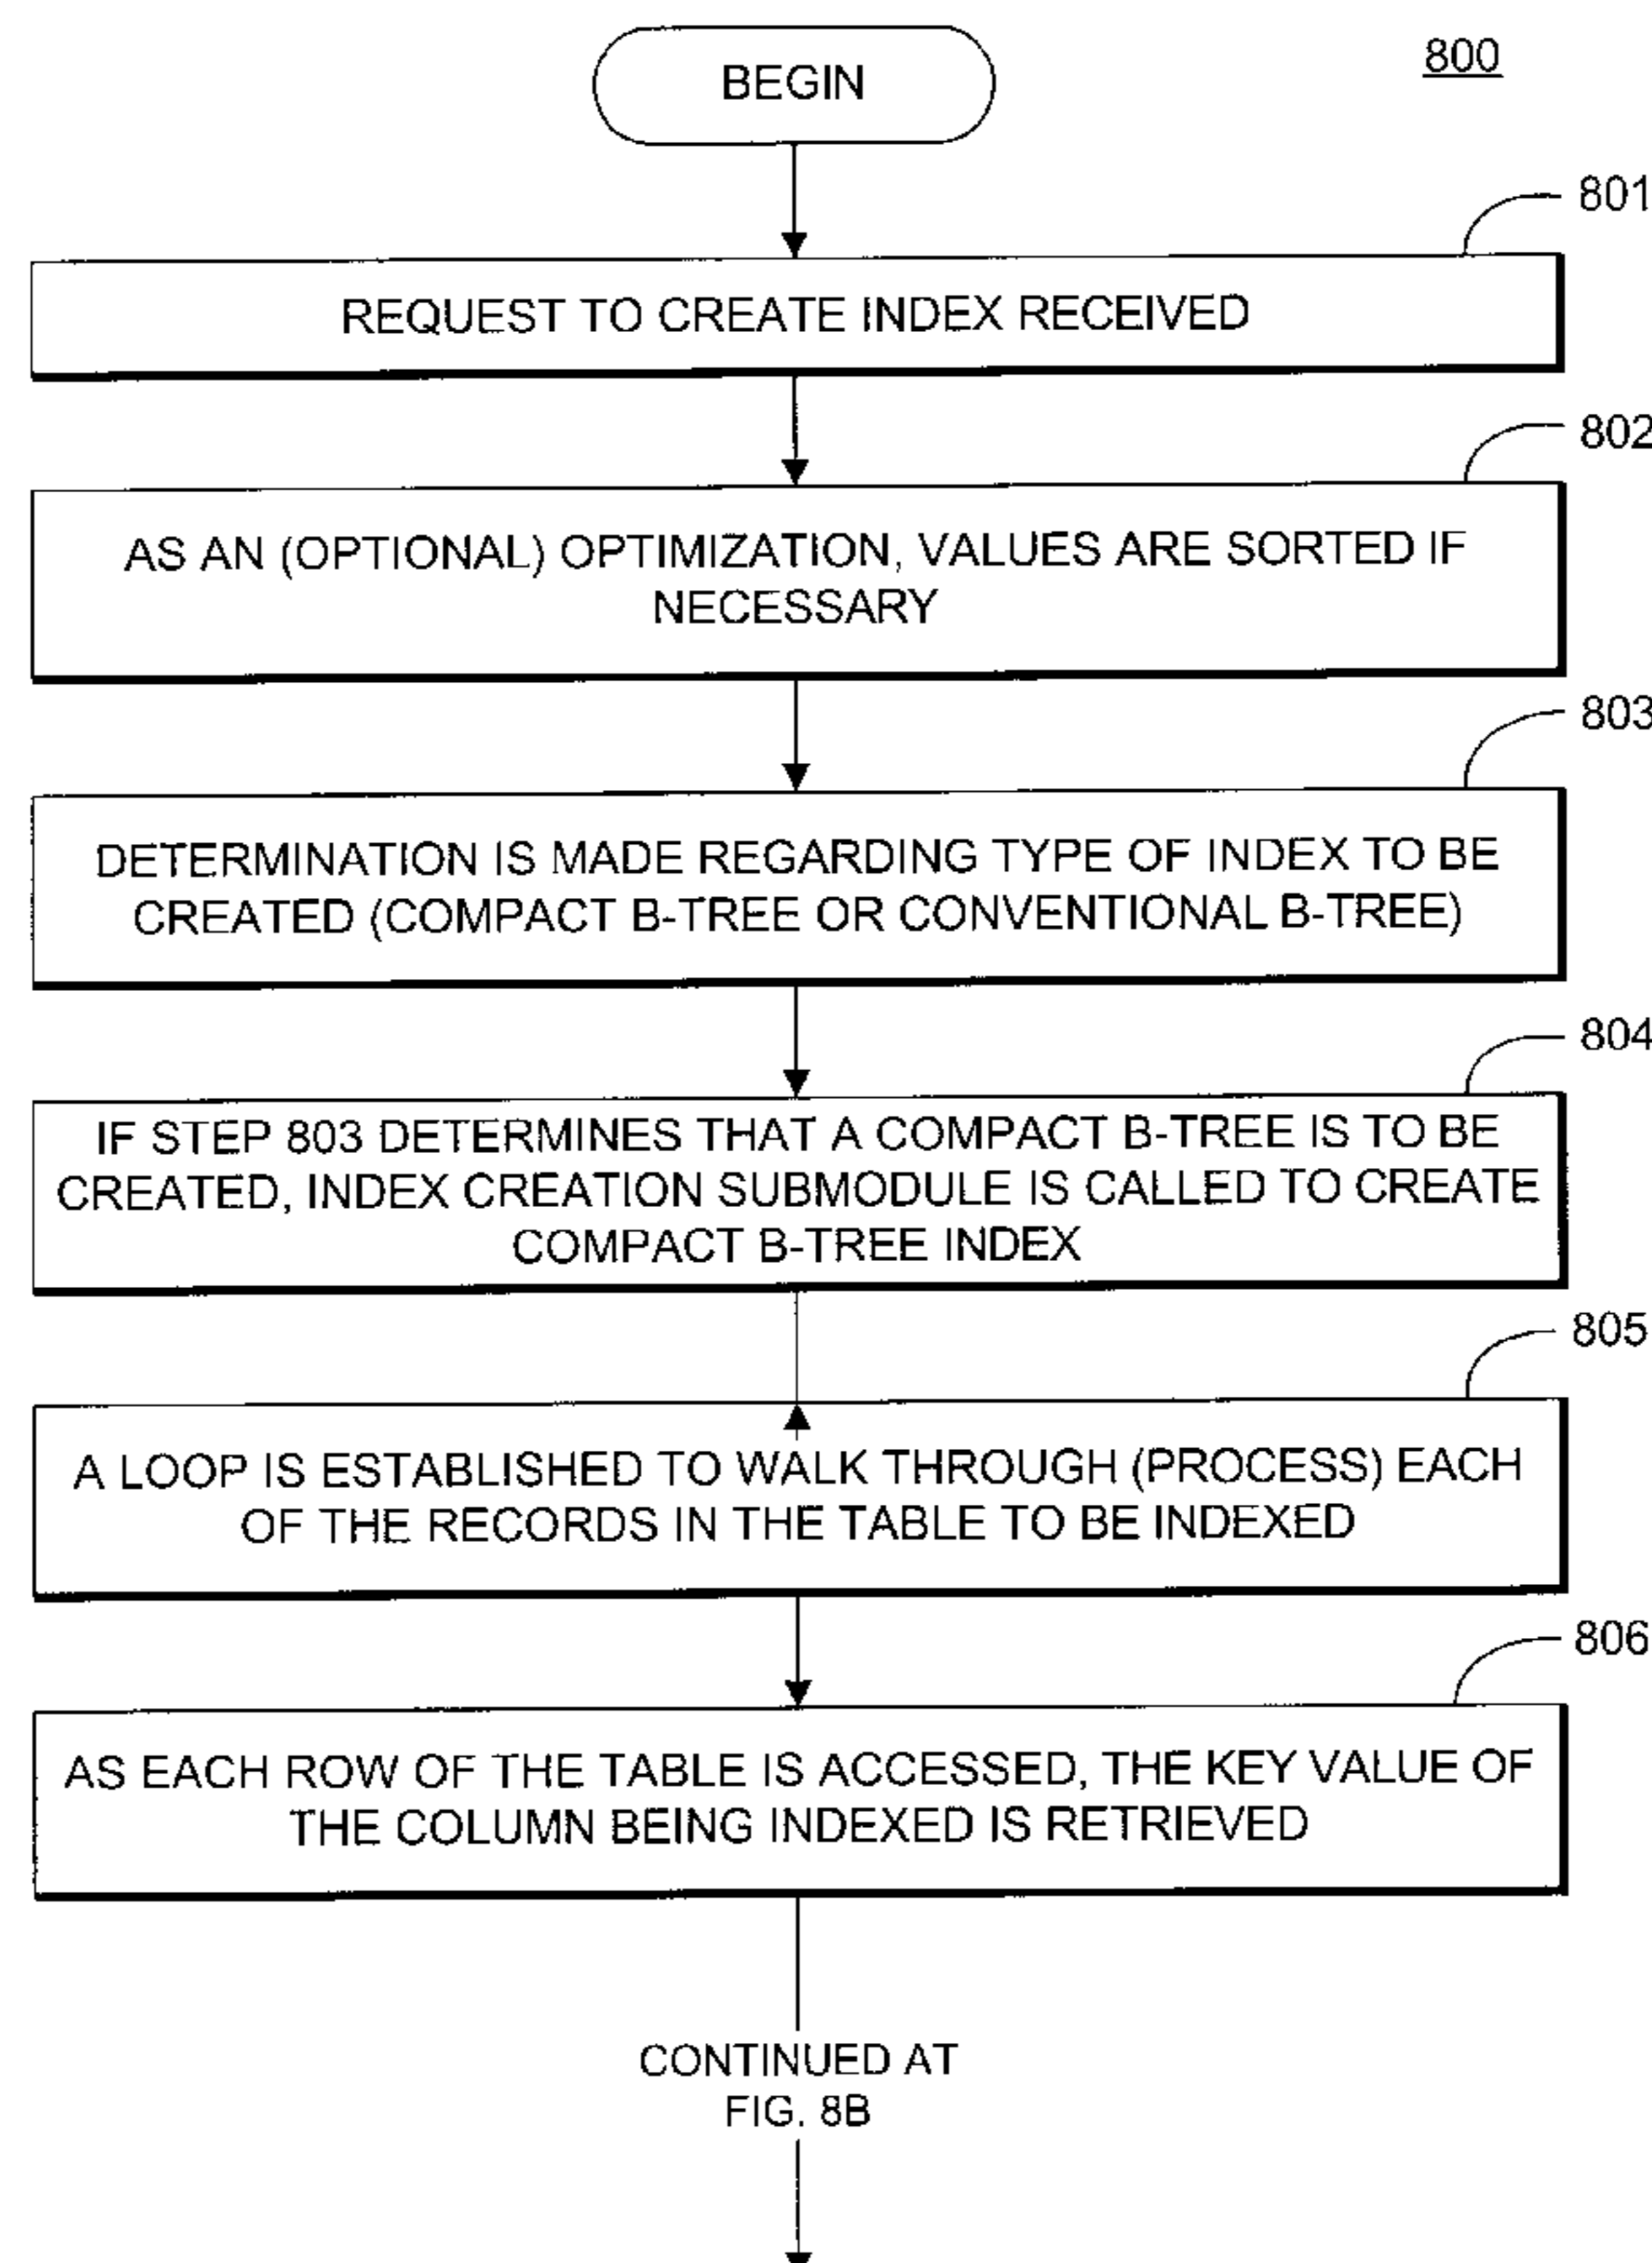 800
BEGIN
801
REQUEST TO CREATE INDEX RECEIVED
802
AS AN (OPTIONAL) OPTIMIZATION, VALUES ARE SORTED IF
NECESSARY
803
DETERMINATION IS MADE REGARDING TYPE OF INDEX TO BE
CREATED (COMPACT B-TREE OR CONVENTIONAL B-TREE)
804
IF STEP 803 DETERMINES THAT A COMPACT B-TREE IS TO BE
CREATED, INDEX CREATION SUBMODULE IS CALLED TO CREATE
COMPACT B-TREE INDEX
805
A LOOP IS ESTABLISHED TO WALK THROUGH (PROCESS) EACH
OF THE RECORDS IN THE TABLE TO BE INDEXED
806
AS EACH ROW OF THE TABLE IS ACCESSED, THE KEY VALUE OF
THE COLUMN BEING INDEXED IS RETRIEVED
CONTINUED AT
FIG. 8B